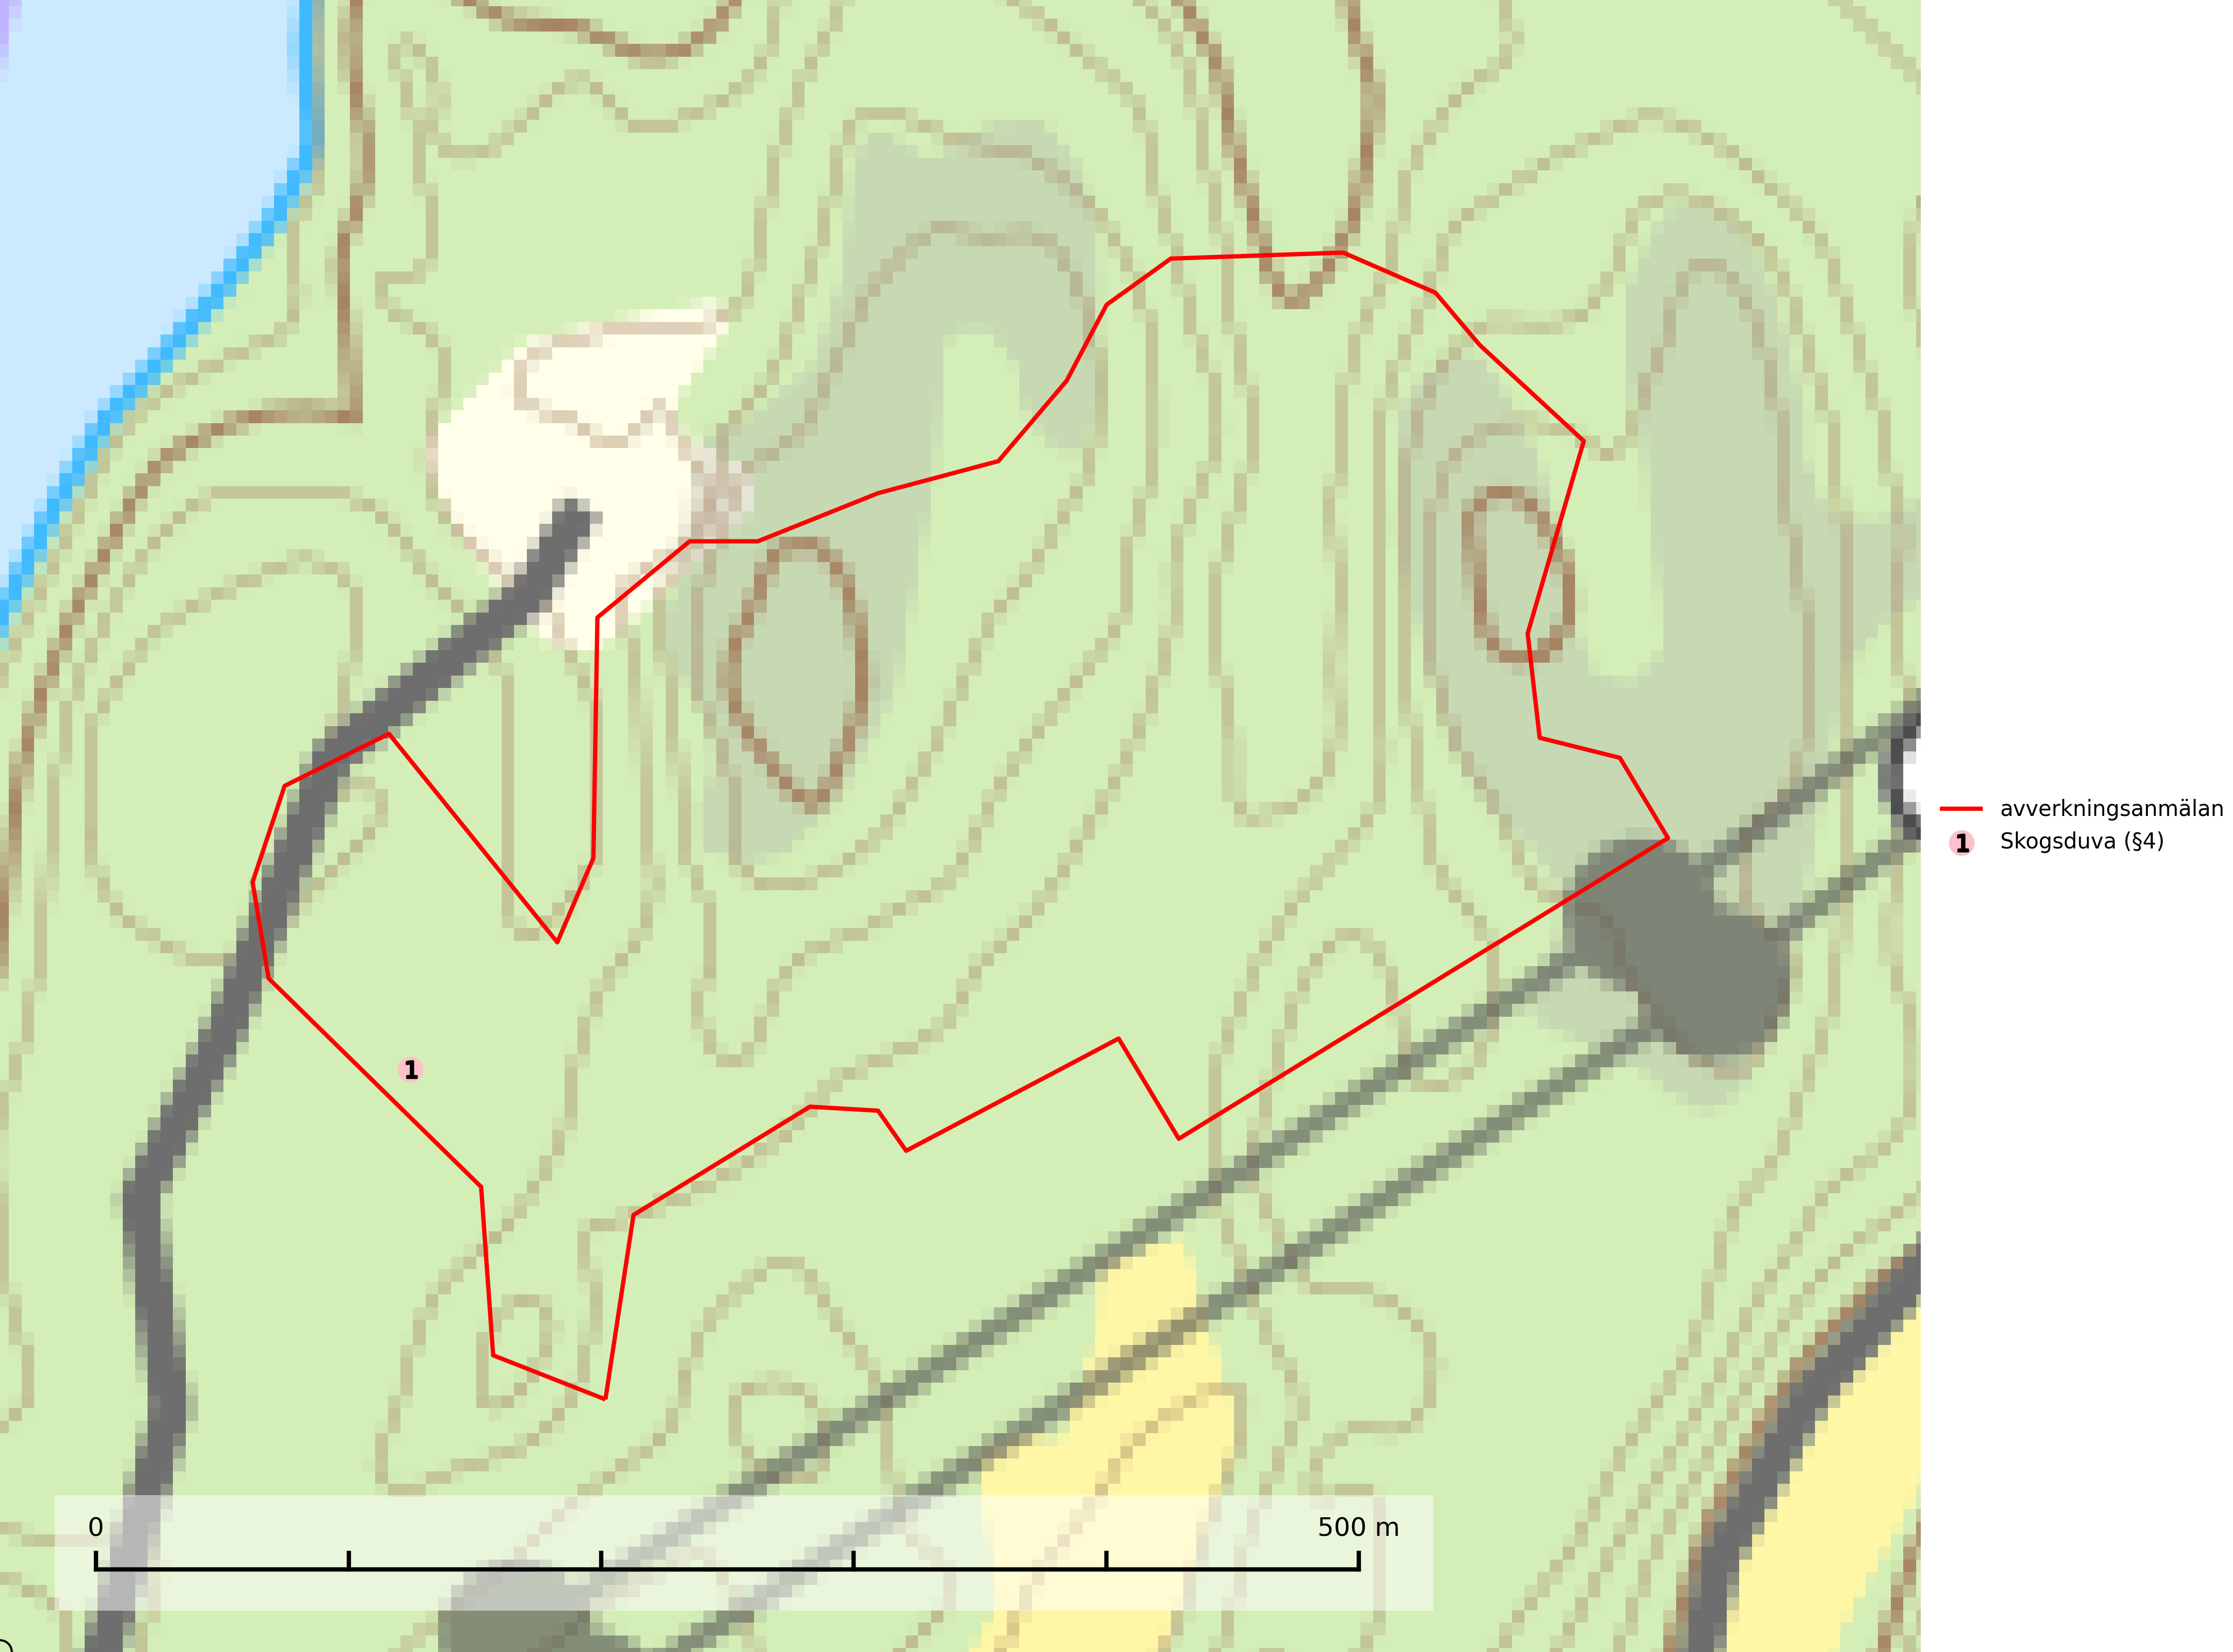 avverkningsanmälan
1 Skogsduva (§4)
1
0 500 m